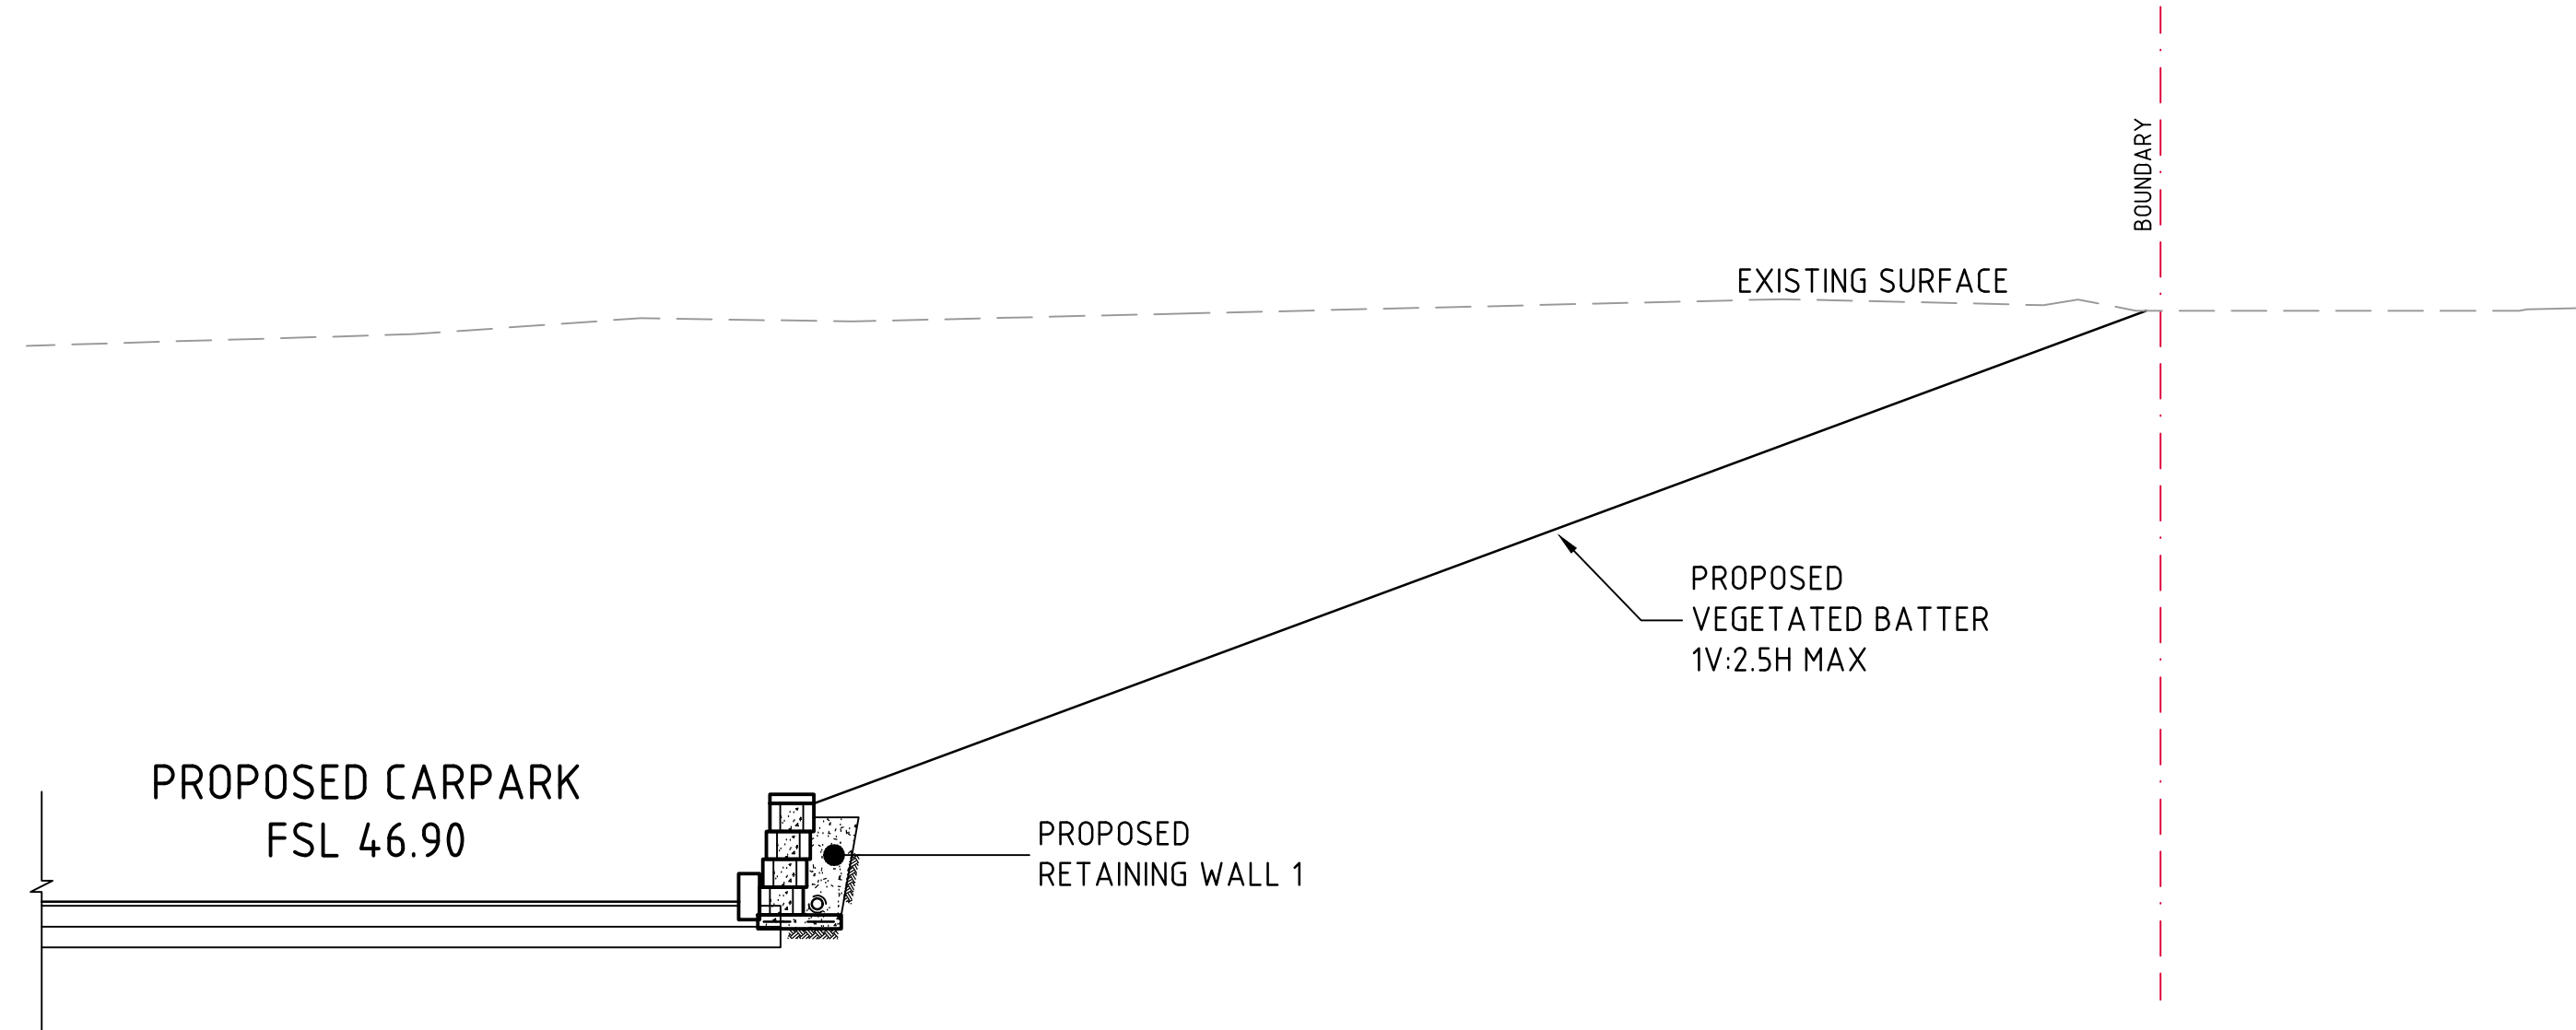 BOUNDARY
EXISTING SURFACE
PROPOSED
VEGETATED BATTER
1V:2.5H MAX
PROPOSED CARPARK
FSL 46.90
PROPOSED
RETAINING WALL 1